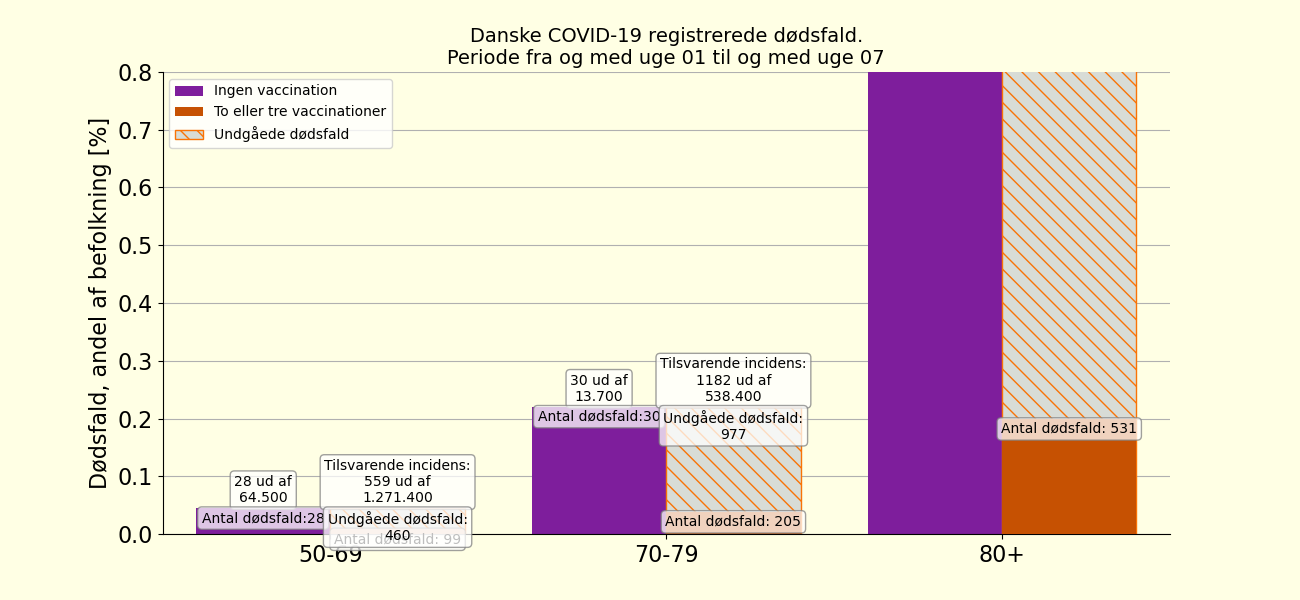 Danske COVID-19 registrerede dødsfald.
Periode fra og med uge 01 til og med uge 07
Dødsfald, andel af befolkning [%]
0.8
0.7
0.6
0.5
0.4
0.3
0.2
0.1
0.0
Ingen vaccination
To eller tre vaccinationer
Undgåede dødsfald
28 ud af
64.500
Antal dødsfald:28
Tilsvarende incidens:
559 ud af
1.271.400
Undgåede dødsfald:
460
Antal dødsfald: 99
30 ud af
13.700
Antal dødsfald:30
Tilsvarende incidens:
1182 ud af
538.400
Undgåede dødsfald:
977
Antal dødsfald: 205
Antal dødsfald: 531
50-69
70-79
80+